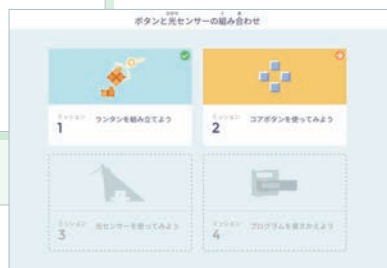 ボタンと光センサーの組み合わせ
ミッション
1
ランタンを組み立てよう
ミッション
2
コアボタンを使ってみよう
ミッション
3
光センサーを使ってみよう
ミッション
4
プログラムを書きかえよう